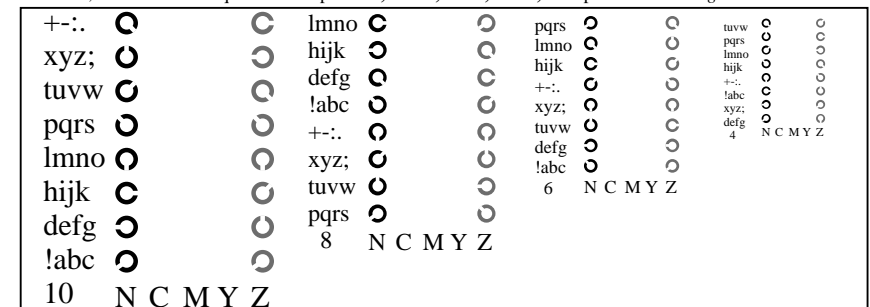 +-:.
xyz;
tuvw
pqrs
lmno
hijk
defg
!abc
10 N C M Y Z
lmno
hijk
defg
!abc
+-:.
xyz;
tuvw
pqrs
8 N C M Y Z
pqrs
lmno
hijk
+-:.
xyz;
tuvw
defg
!abc
6 N C M Y Z
tuvw
pqrs
lmno
hijk
+-:.
!abc
xyz;
defg
4 N C M Y Z